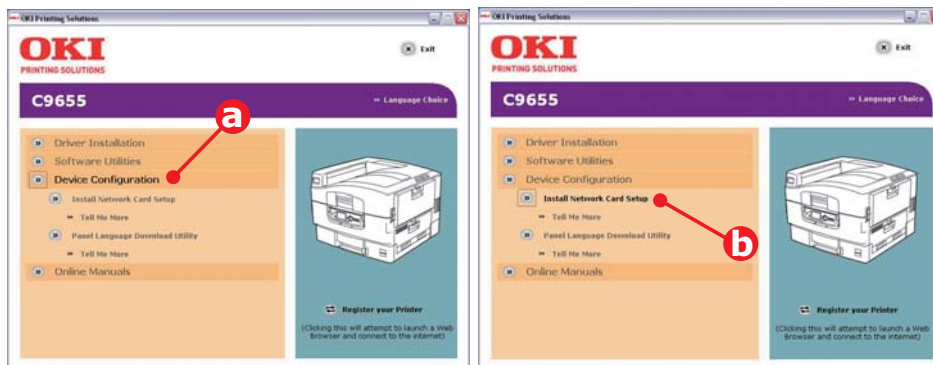 OKI Printing Solutions
OKI
PRINTING SOLUTIONS
Exit
C9655
Language Choice
a
Driver Installation
Software Utilities
Device Configuration
Install Network Card Setup
Tell Me More
Panel Language Download Utility
Tell Me More
Online Manuals
Register your Printer
(Clicking this will attempt to launch a Web
Browser and connect to the internet)
OKI Printing Solutions
OKI
PRINTING SOLUTIONS
Exit
C9655
Language Choice
Driver Installation
Software Utilities
Device Configuration
Install Network Card Setup
b
Tell Me More
Panel Language Download Utility
Tell Me More
Online Manuals
Register your Printer
(Clicking this will attempt to launch a Web
Browser and connect to the internet)